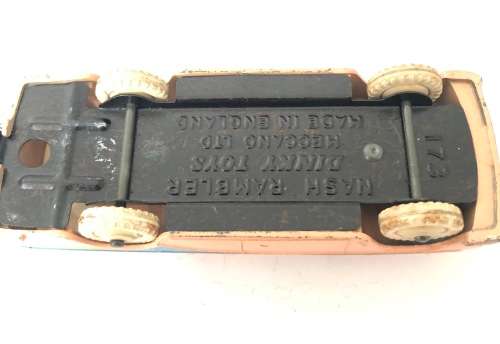 NASH RAMBLER
DINKY TOYS
MECCANO LTD
MADE IN ENGLAND
173